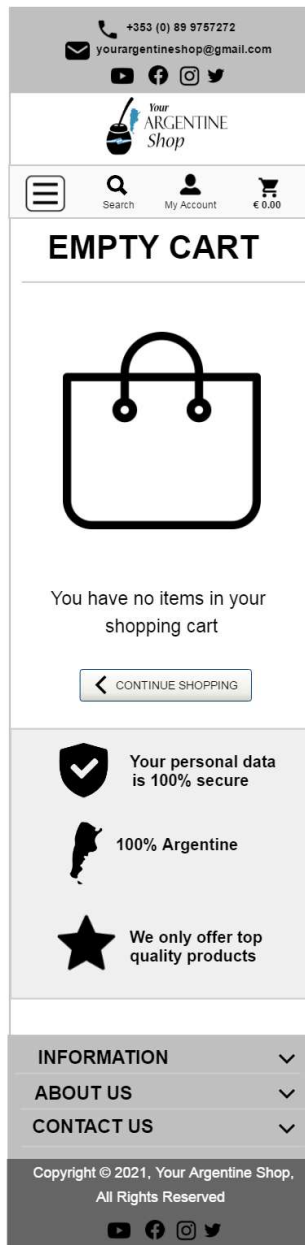 +353 (0) 89 9757272
yourargentineshop@gmail.com
Your
ARGENTINE
Shop
Search
My Account
€ 0.00
EMPTY CART
You have no items in your
shopping cart
CONTINUE SHOPPING
Your personal data
is 100% secure
100% Argentine
We only offer top
quality products
INFORMATION
ABOUT US
CONTACT US
Copyright © 2021, Your Argentine Shop,
All Rights Reserved